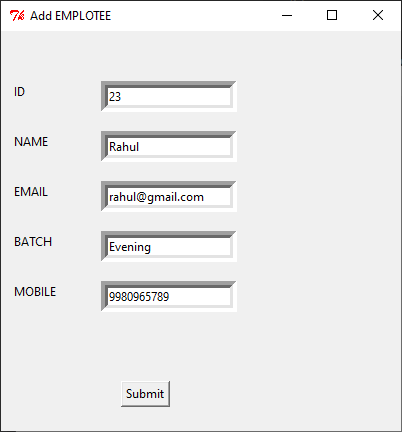 Add EMPLOTEE
ID 23
NAME Rahul
EMAIL rahul@gmail.com
BATCH Evening
MOBILE 9980965789
Submit